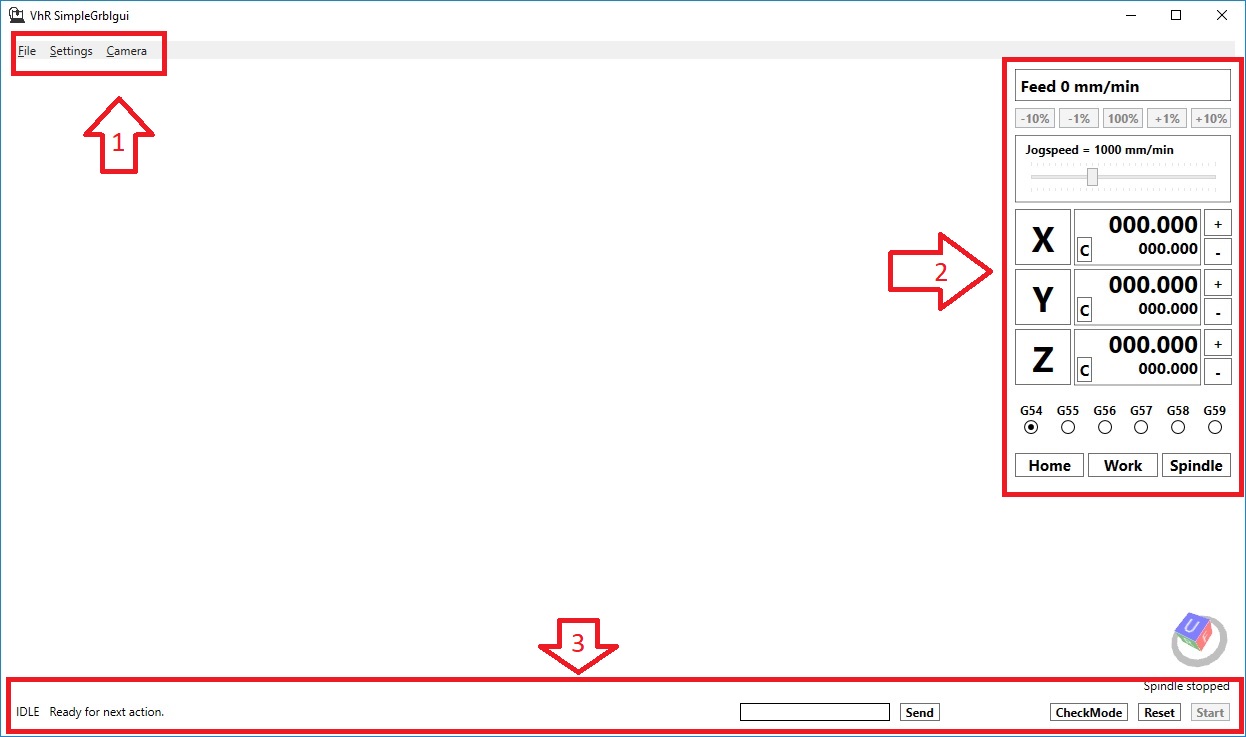 VhR SimpleGrblgui
File Settings Camera
1
Feed 0 mm/min
-10% -1% 100% +1% +10%
Jogspeed = 1000 mm/min
X 000.000 +
C 000.000 -
2
Y 000.000 +
C 000.000 -
Z 000.000 +
C 000.000 -
G54 G55 G56 G57 G58 G59
Home Work Spindle
U
3
Spindle stopped
IDLE Ready for next action. Send CheckMode Reset Start